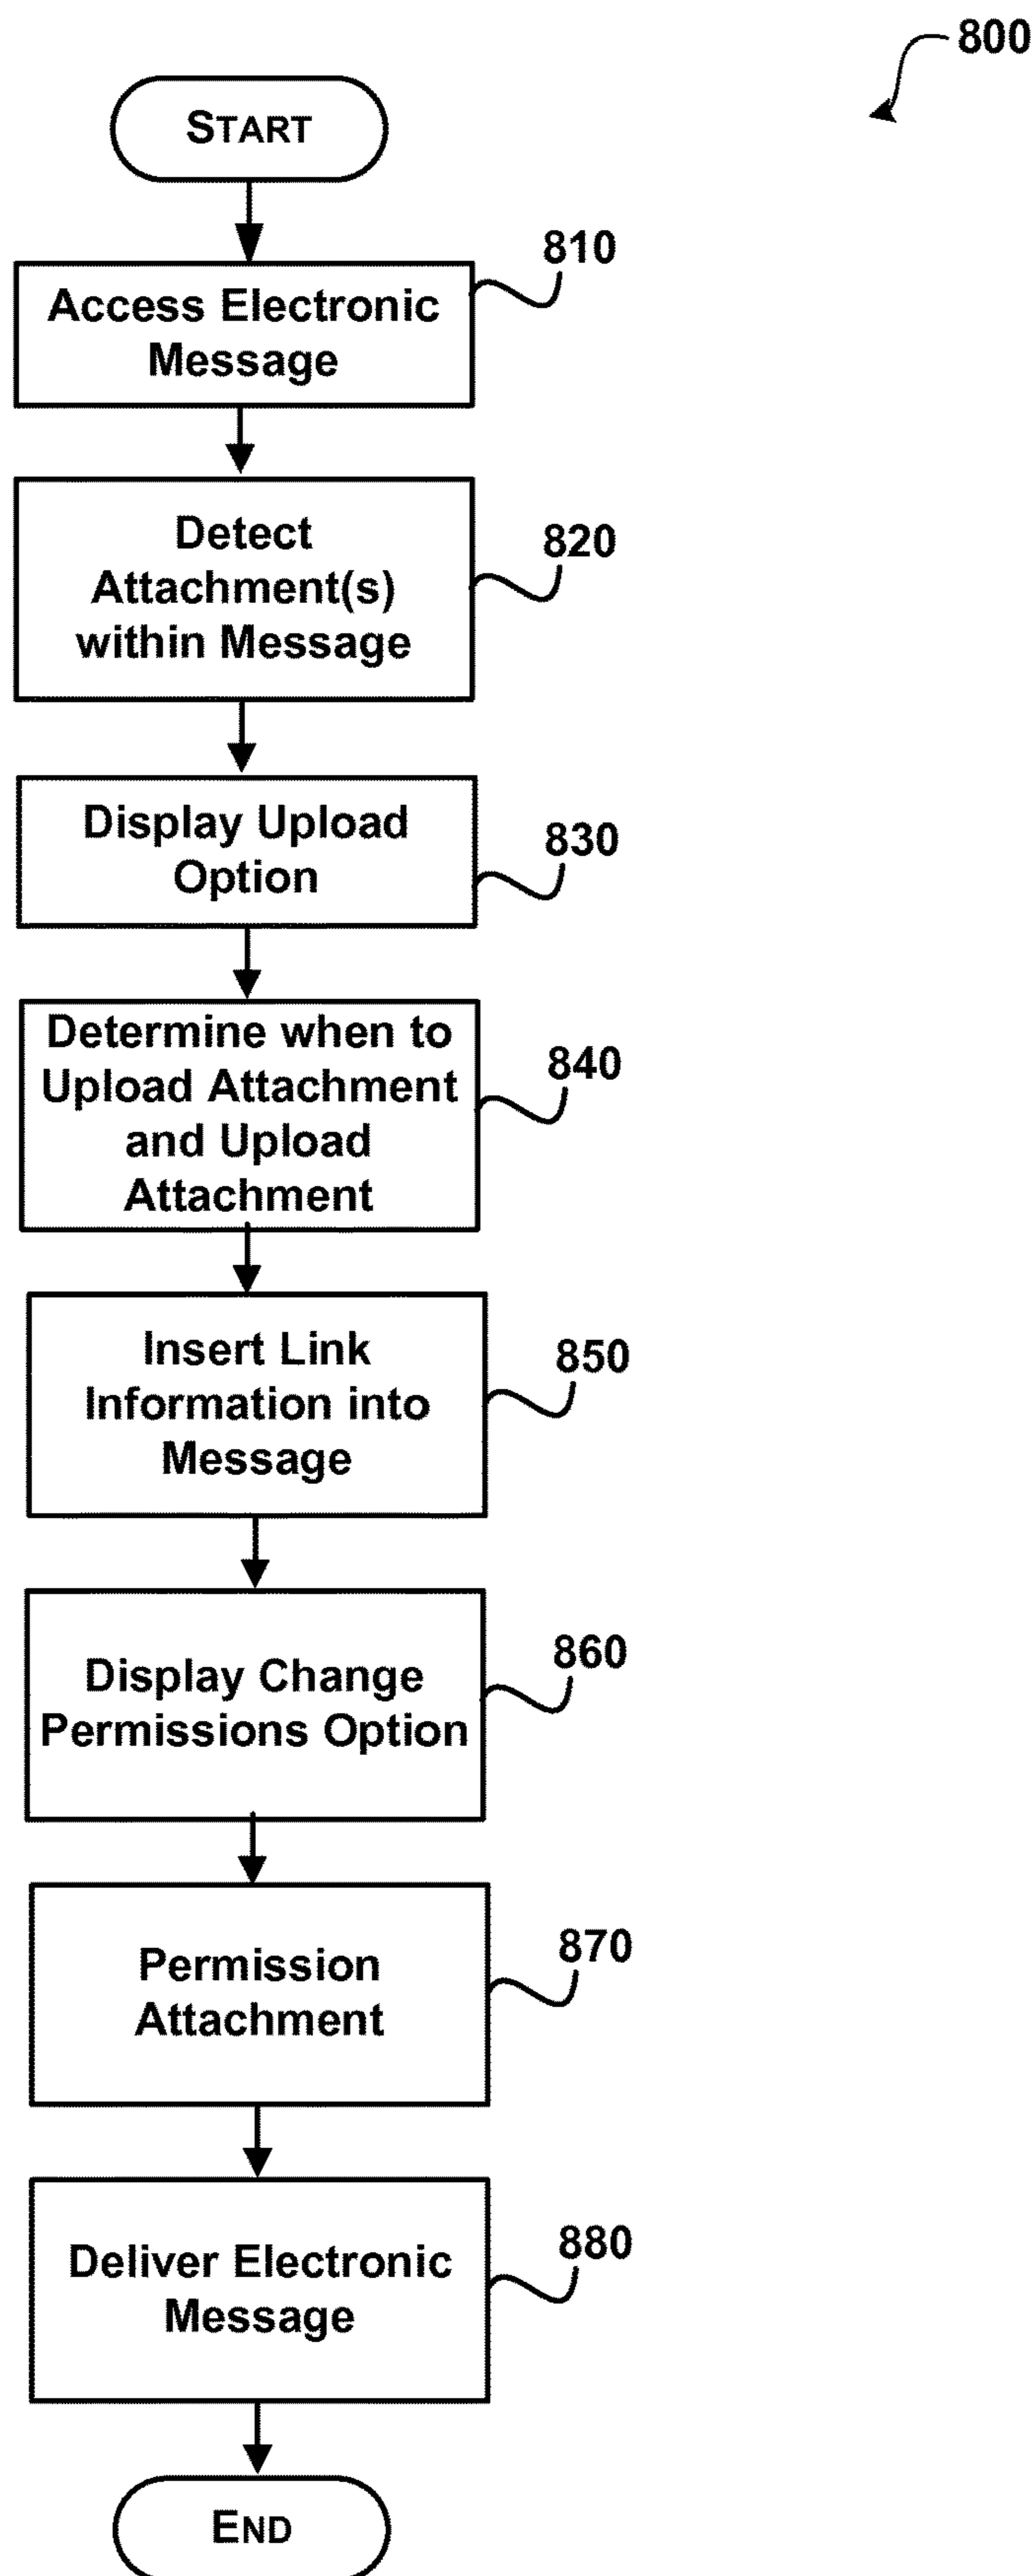 800
START
810
Access Electronic
Message
820
Detect
Attachment(s)
within Message
830
Display Upload
Option
840
Determine when to
Upload Attachment
and Upload
Attachment
850
Insert Link
Information into
Message
860
Display Change
Permissions Option
870
Permission
Attachment
880
Deliver Electronic
Message
END